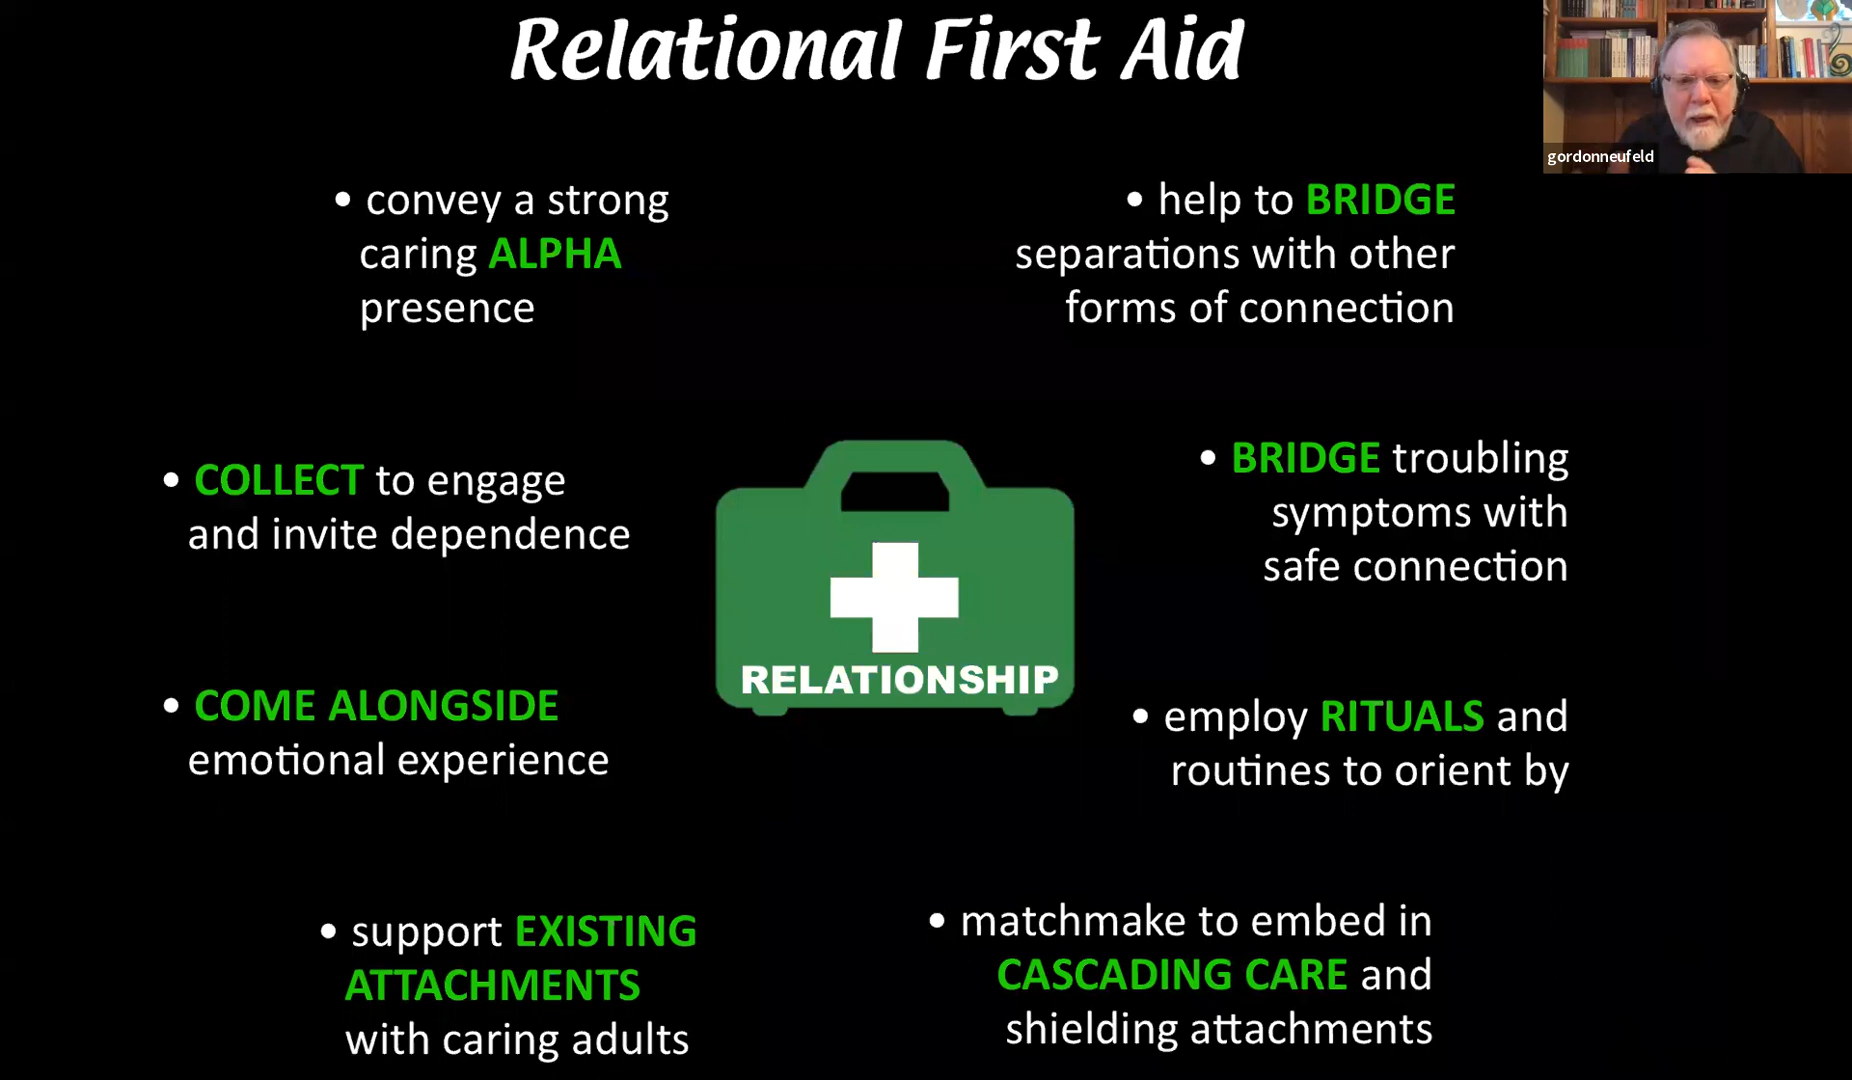 Relational First Aid
gordonneufeld
• convey a strong
caring ALPHA
presence
• COLLECT to engage
and invite dependence
• COME ALONGSIDE
emotional experience
• support EXISTING
ATTACHMENTS
with caring adults
RELATIONSHIP
• help to BRIDGE
separations with other
forms of connection
• BRIDGE troubling
symptoms with
safe connection
• employ RITUALS and
routines to orient by
• matchmake to embed in
CASCADING CARE and
shielding attachments